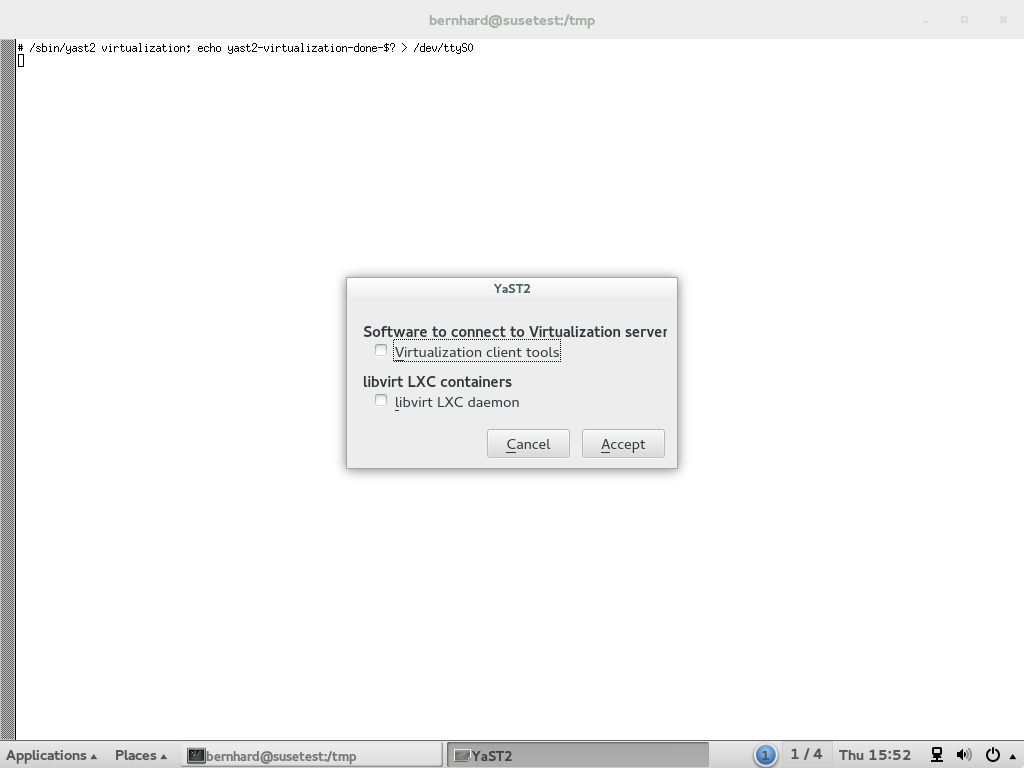 bernhard@susetest:/tmp
# /sbin/yast2 virtualization; echo yast2-virtualization-done-$? > /dev/ttyS0
YaST2
Software to connect to Virtualization server
Virtualization client tools
libvirt LXC containers
libvirt LXC daemon
Cancel Accept
Applications Places bernhard@susetest:/tmp YaST2 1 1 / 4 Thu 15:52